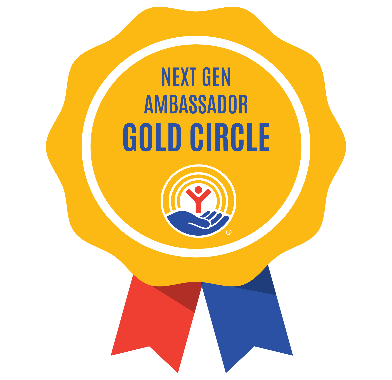 NEXT GEN
AMBASSADOR
GOLD CIRCLE
®